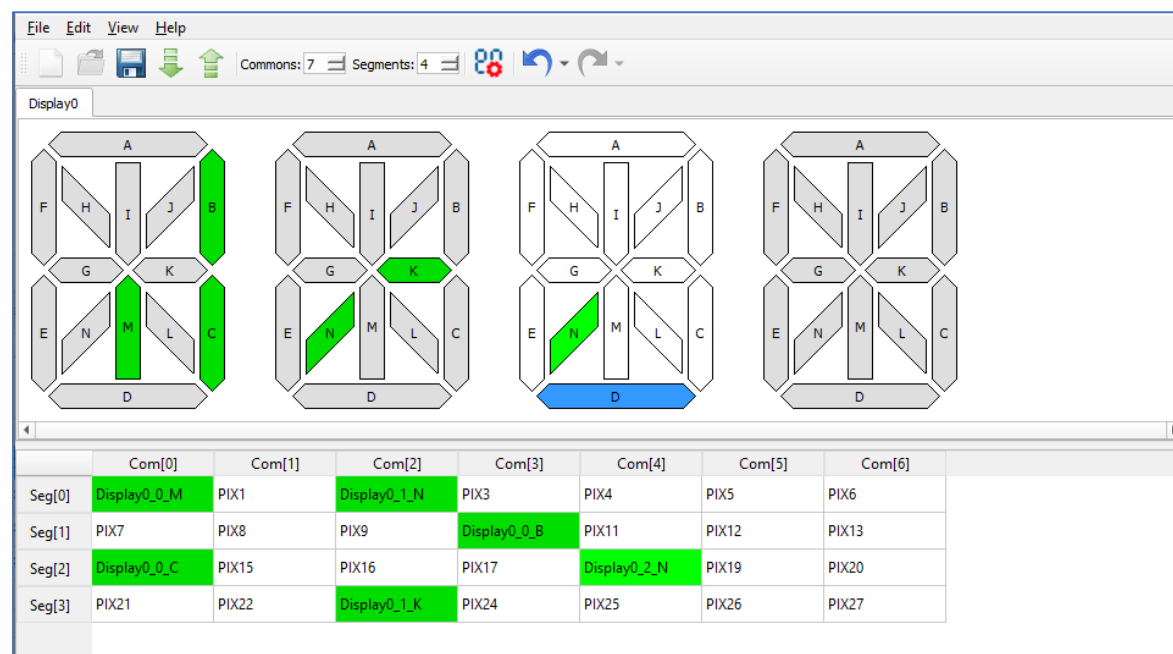 File Edit View Help
Commons: 7 Segments: 4
Display0
A A A A
F H I J B F H I J B F H I J B F H I J B
G K G K G K G K
E N M L C E N M L C E N M L C E N M L C
D D D D
Com[0] Com[1] Com[2] Com[3] Com[4] Com[5] Com[6]
Seg[0] Display0_0_M PIX1 Display0_1_N PIX3 PIX4 PIX5 PIX6
Seg[1] PIX7 PIX8 PIX9 Display0_0_B PIX11 PIX12 PIX13
Seg[2] Display0_0_C PIX15 PIX16 PIX17 Display0_2_N PIX19 PIX20
Seg[3] PIX21 PIX22 Display0_1_K PIX24 PIX25 PIX26 PIX27